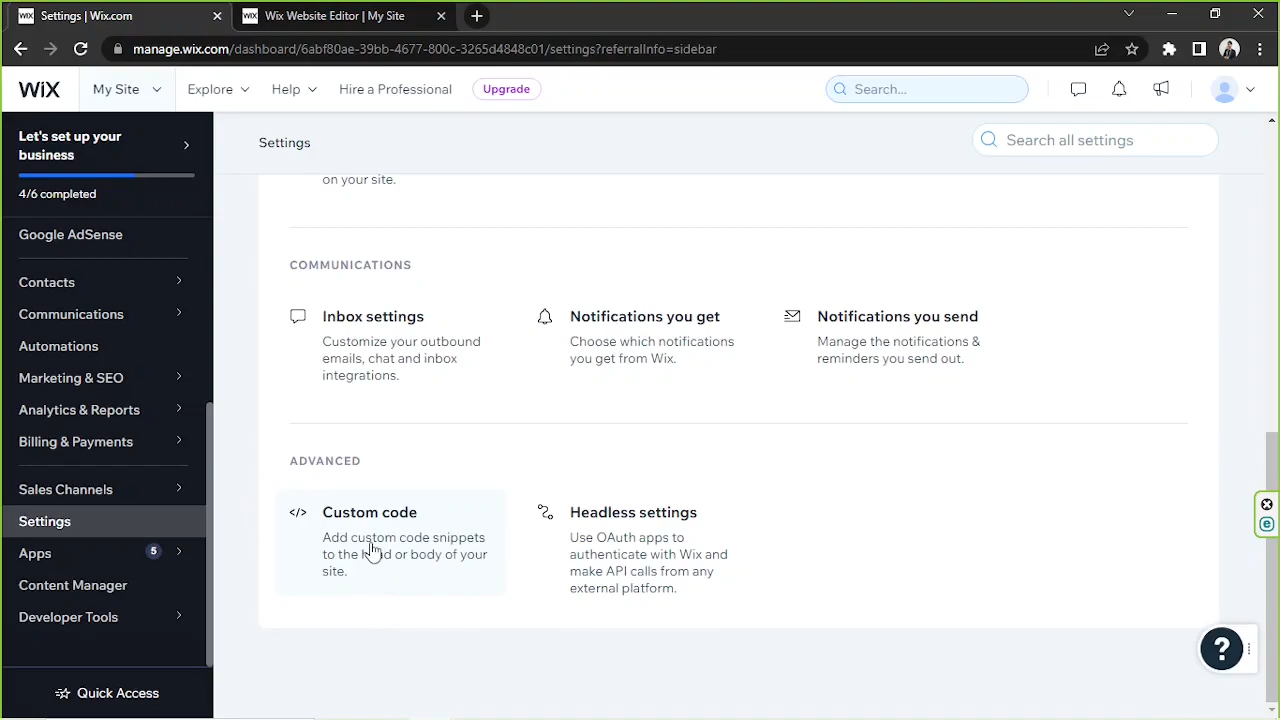 Settings | Wix.com
Wix Website Editor | My Site
manage.wix.com/dashboard/6abf80ae-39bb-4677-800c-3265d4848c01/settings?referralInfo=sidebar
WIX
My Site
Explore
Help
Hire a Professional
Upgrade
Search...
Let's set up your
business
4/6 completed
Google AdSense
Contacts
Communications
Automations
Marketing & SEO
Analytics & Reports
Billing & Payments
Sales Channels
Settings
Apps
5
Content Manager
Developer Tools
Quick Access
Settings
Search all settings
on your site.
COMMUNICATIONS
Inbox settings
Customize your outbound
emails, chat and inbox
integrations.
Notifications you get
Choose which notifications
you get from Wix.
Notifications you send
Manage the notifications &
reminders you send out.
ADVANCED
</> Custom code
Add custom code snippets
to the head or body of your
site.
Headless settings
Use OAuth apps to
authenticate with Wix and
make API calls from any
external platform.
?